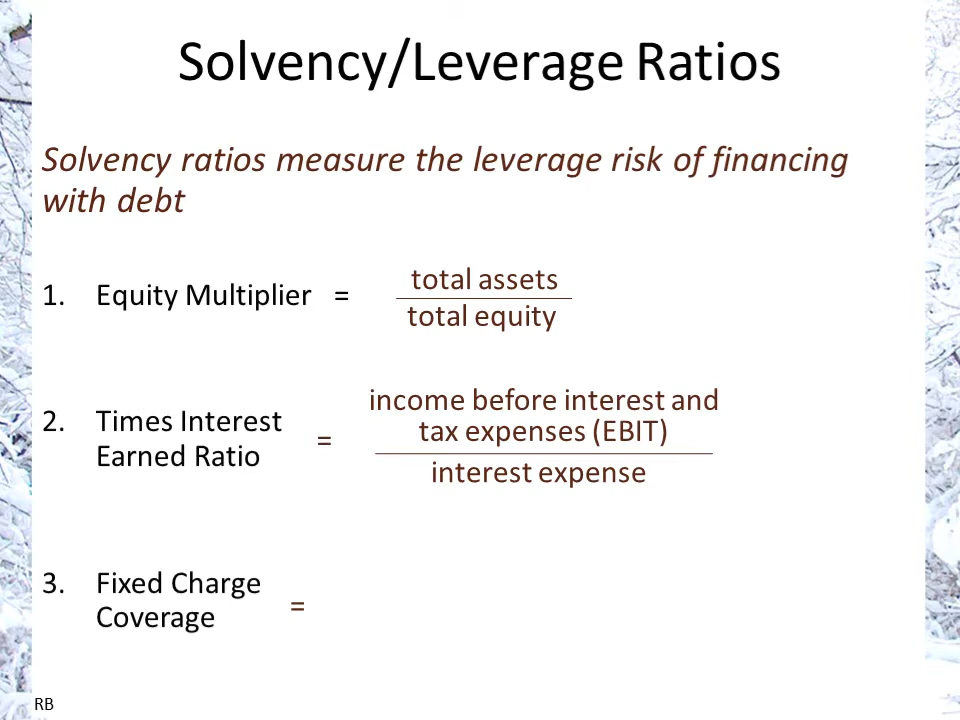 Solvency/Leverage Ratios
Solvency ratios measure the leverage risk of financing
with debt
1. Equity Multiplier =
total assets
total equity
2. Times Interest
Earned Ratio
=
income before interest and
tax expenses (EBIT)
interest expense
3. Fixed Charge
Coverage
=
RB